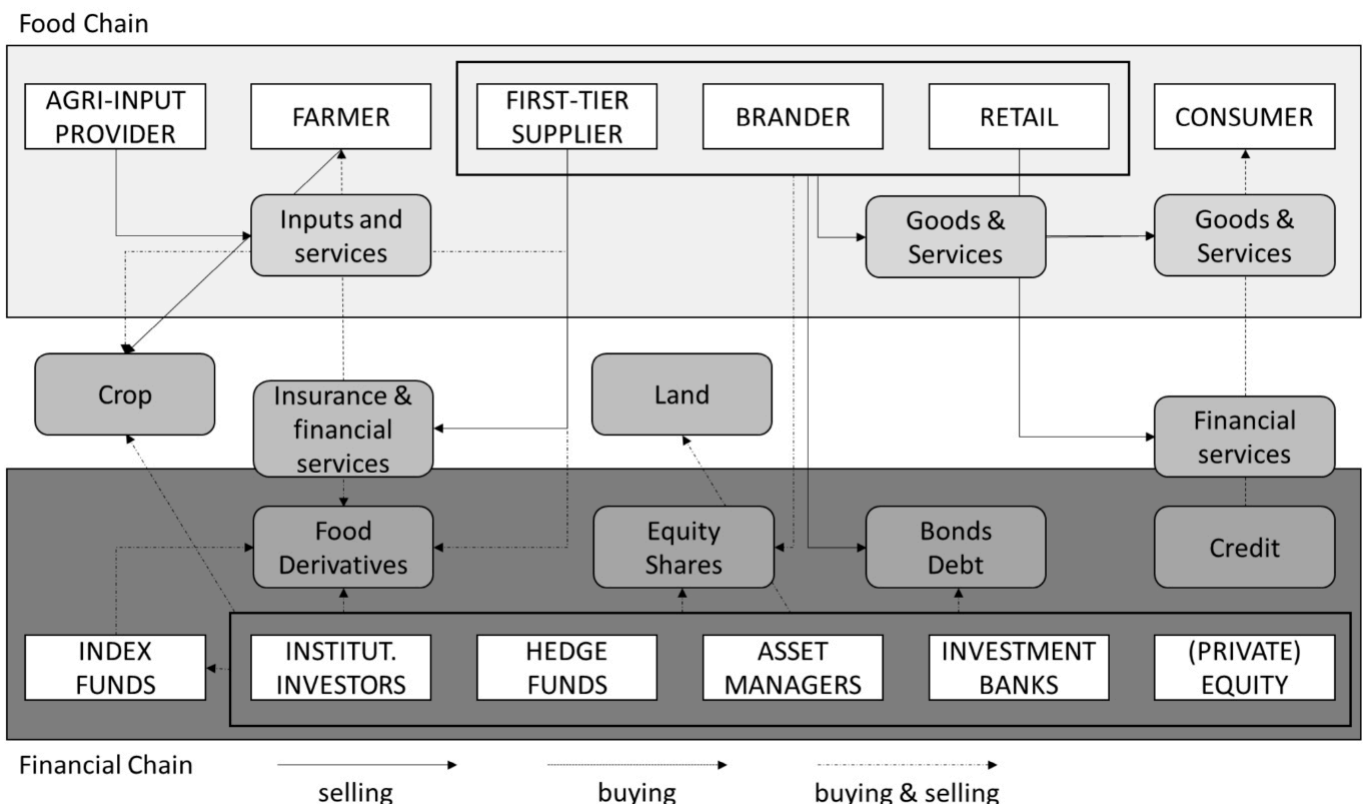 Food Chain
AGRI-INPUT
PROVIDER
FARMER
FIRST-TIER
SUPPLIER
BRANDER
RETAIL
CONSUMER
Inputs and
services
Goods &
Services
Goods &
Services
Crop
Insurance &
financial
services
Land
Financial
services
Food
Derivatives
Equity
Shares
Bonds
Debt
Credit
INDEX
FUNDS
INSTITUT.
INVESTORS
HEDGE
FUNDS
ASSET
MANAGERS
INVESTMENT
BANKS
(PRIVATE)
EQUITY
Financial Chain
selling
buying
buying & selling